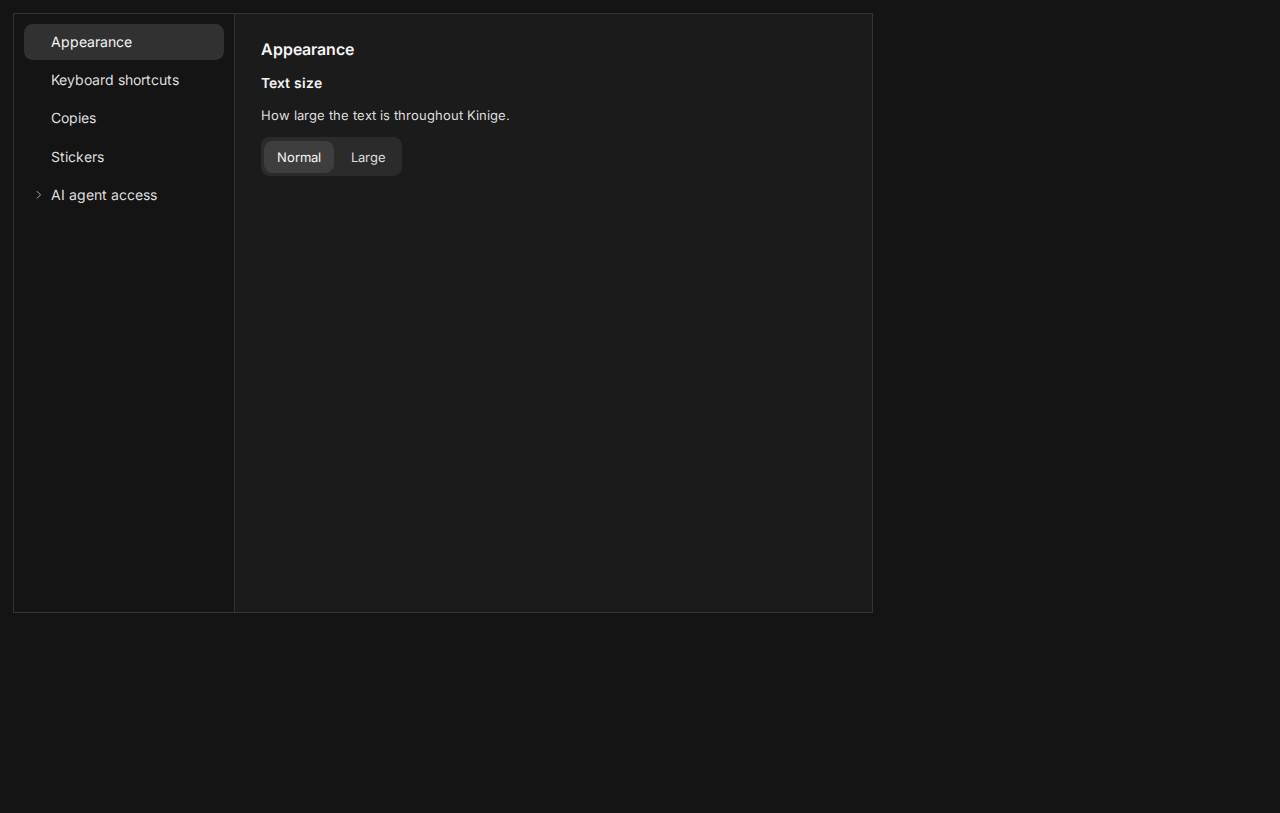 Appearance
Keyboard shortcuts
Copies
Stickers
AI agent access
Appearance
Text size
How large the text is throughout Kinige.
Normal Large